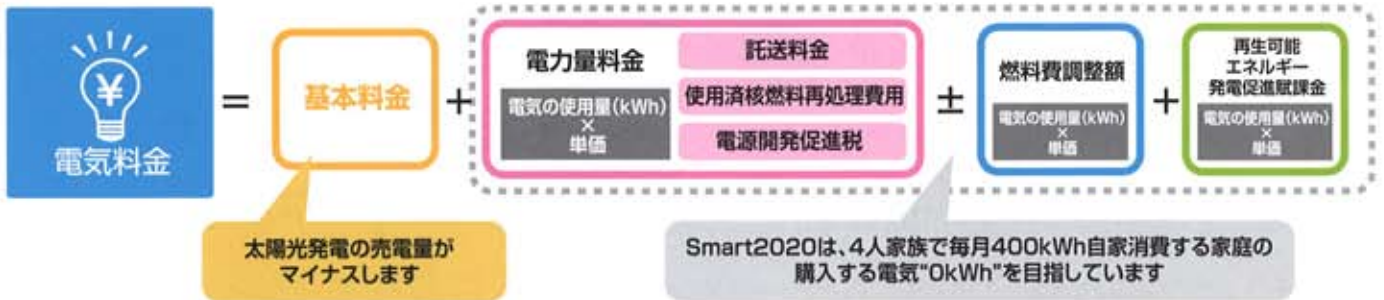 ¥
電気料金
=
基本料金
+
電力量料金
電気の使用量(kWh)
×
単価
託送料金
使用済核燃料再処理費用
電源開発促進税
±
燃料費調整額
電気の使用量(kWh)
×
単価
+
再生可能
エネルギー
発電促進賦課金
電気の使用量(kWh)
×
単価
太陽光発電の売電量が
マイナスします
Smart2020は、4人家族で毎月400kWh自家消費する家庭の
購入する電気"0kWh"を目指しています